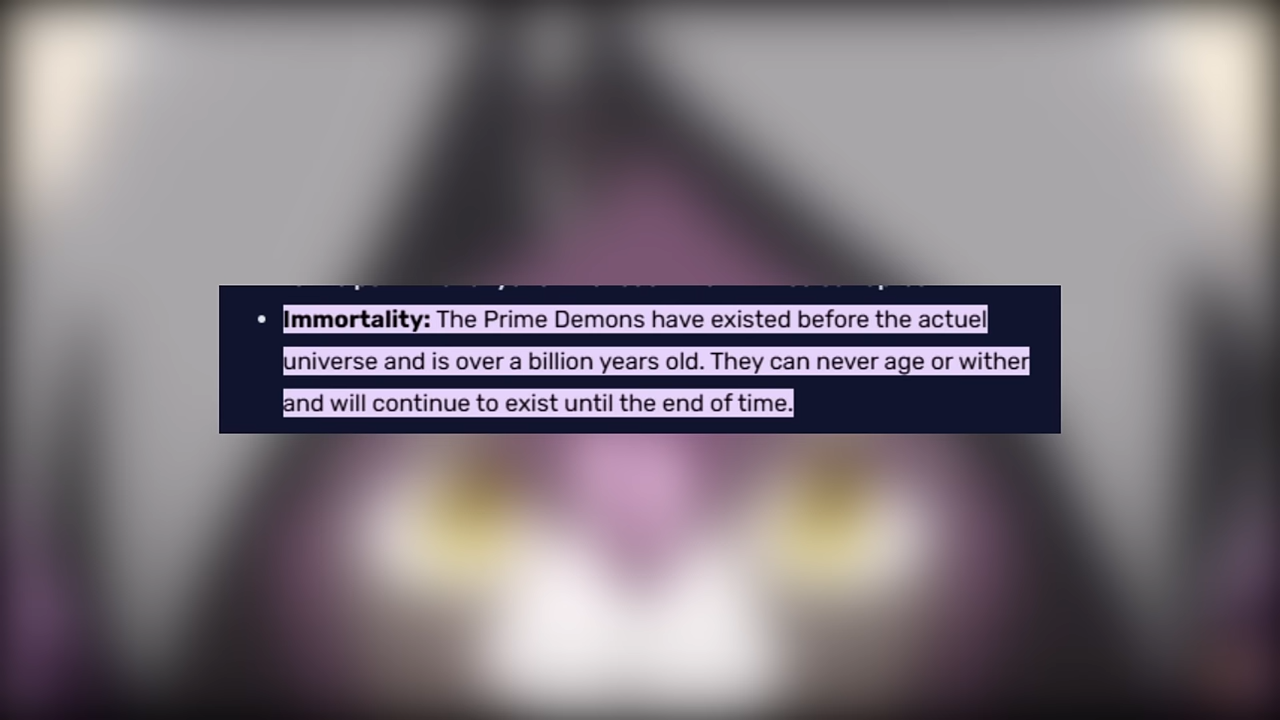 • Immortality: The Prime Demons have existed before the actuel
universe and is over a billion years old. They can never age or wither
and will continue to exist until the end of time.